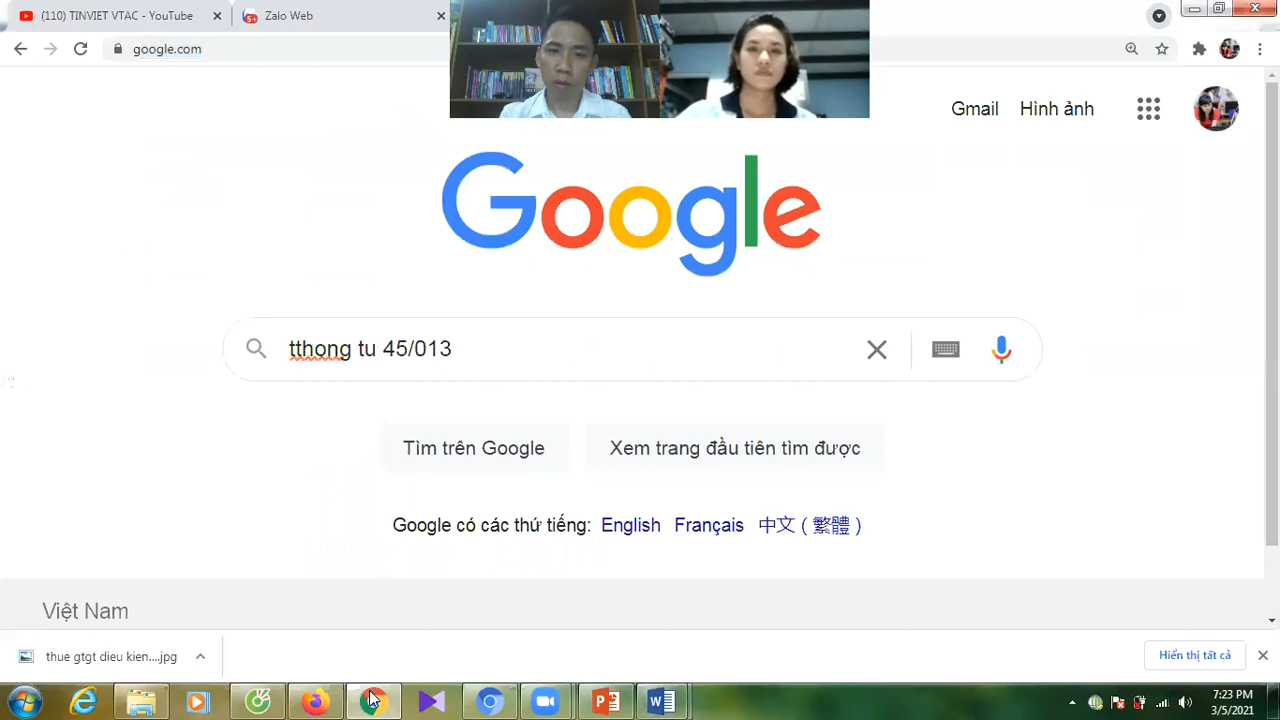 (110) TINVIET VTAC - YouTube
Zalo Web
google.com
Gmail
Hình ảnh
Google
tthong tu 45/013
Tìm trên Google
Xem trang đầu tiên tìm được
Google có các thứ tiếng: English Français 中文 ( 繁體 )
Việt Nam
thue gtgt dieu kien....jpg
Hiển thị tất cả
7:23 PM
3/5/2021